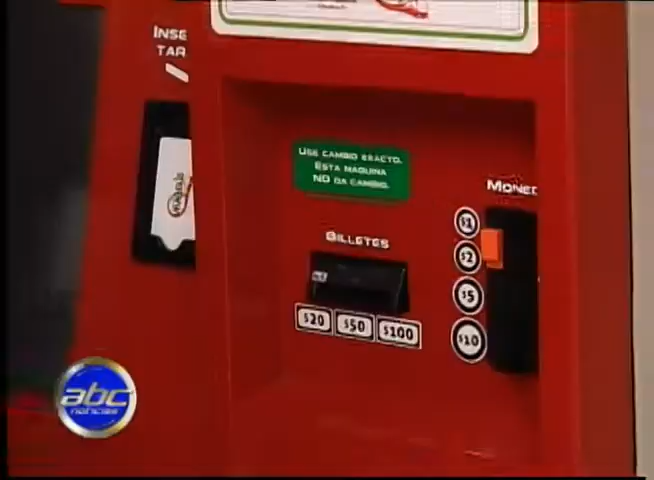 INSE
TAR
USE CAMBIO EXACTO.
ESTA MAQUINA
NO DA CAMBIO.
MONED
BILLETES
$1
$2
$5
$10
$20 $50 $100
abc
noticias